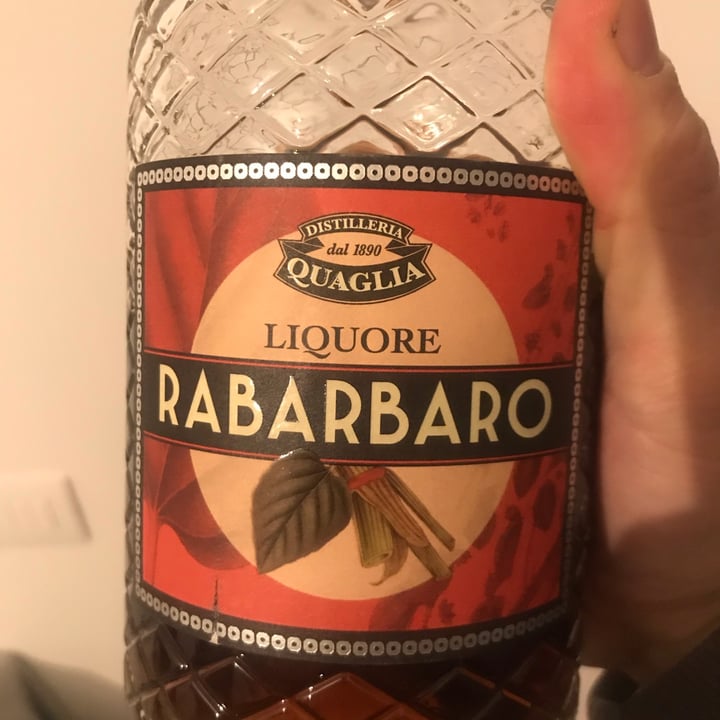 DISTILLERIA
dal 1890
QUAGLIA
LIQUORE
RABARBARO